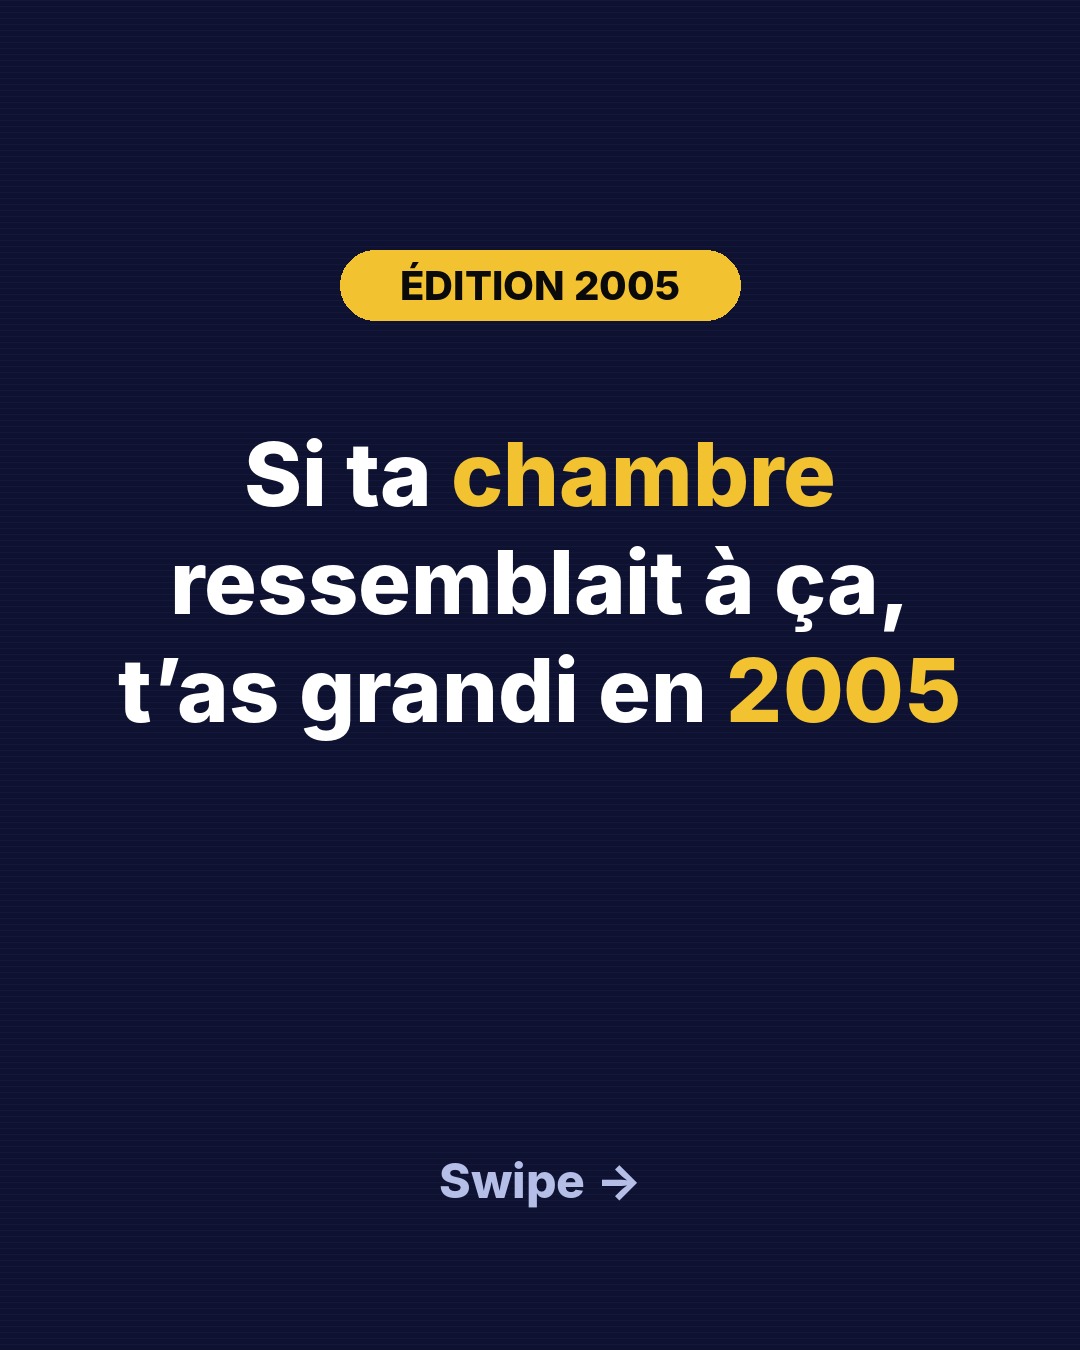 ÉDITION 2005
Si ta chambre
ressemblait à ça,
t’as grandi en 2005
Swipe →